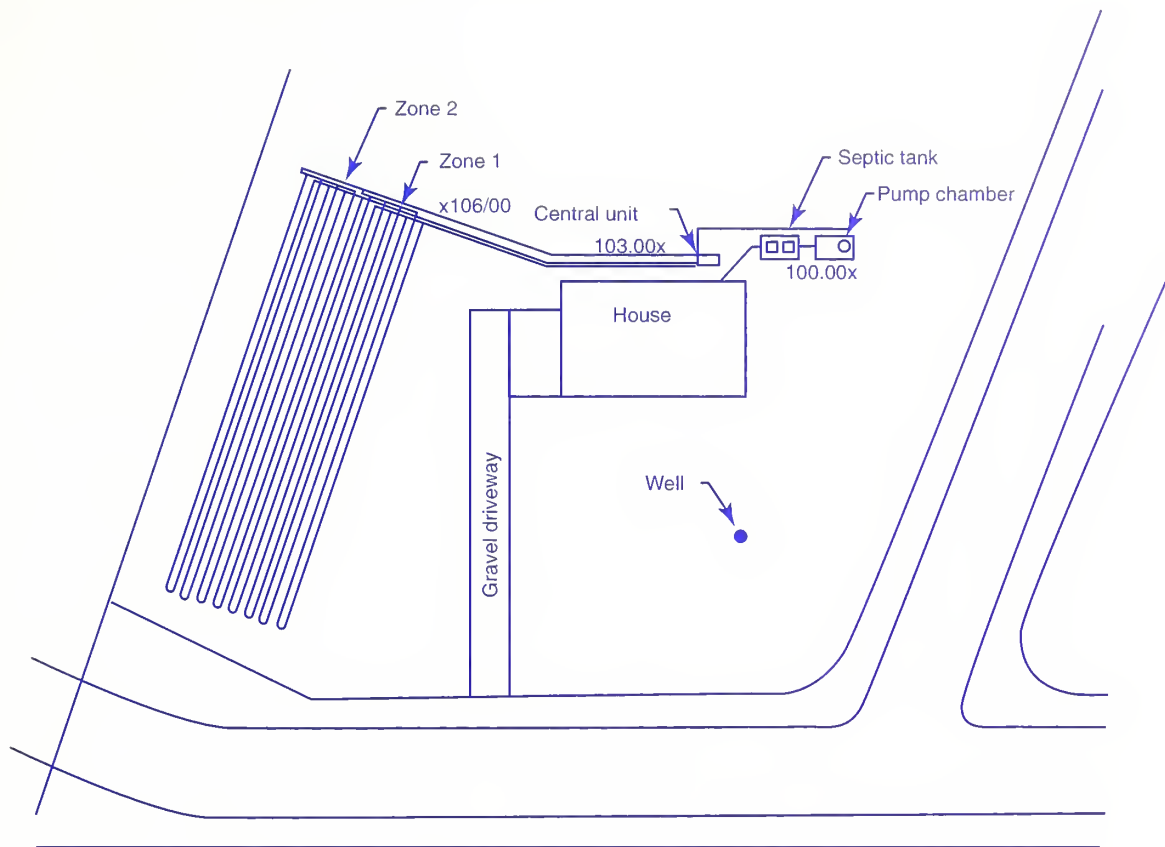 Zone 2
Zone 1
x106/00
Septic tank
Pump chamber
Central unit
103.00x
100.00x
House
Gravel driveway
Well